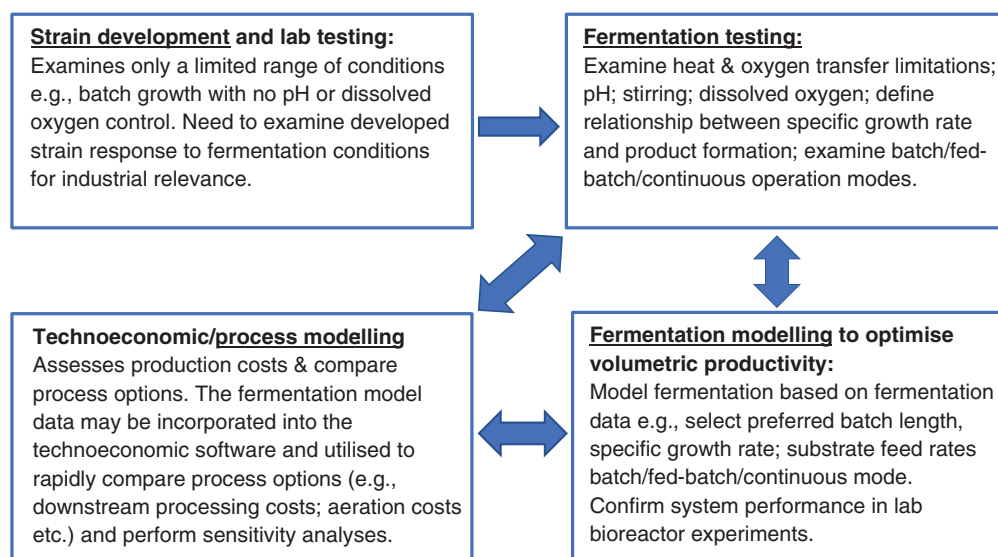 Strain development and lab testing:
Examines only a limited range of conditions
e.g., batch growth with no pH or dissolved
oxygen control. Need to examine developed
strain response to fermentation conditions
for industrial relevance.
Fermentation testing:
Examine heat & oxygen transfer limitations;
pH; stirring; dissolved oxygen; define
relationship between specific growth rate
and product formation; examine batch/fed-
batch/continuous operation modes.
Technoeconomic/process modelling
Assesses production costs & compare
process options. The fermentation model
data may be incorporated into the
technoeconomic software and utilised to
rapidly compare process options (e.g.,
downstream processing costs; aeration costs
etc.) and perform sensitivity analyses.
Fermentation modelling to optimise
volumetric productivity:
Model fermentation based on fermentation
data e.g., select preferred batch length,
specific growth rate; substrate feed rates
batch/fed-batch/continuous mode.
Confirm system performance in lab
bioreactor experiments.